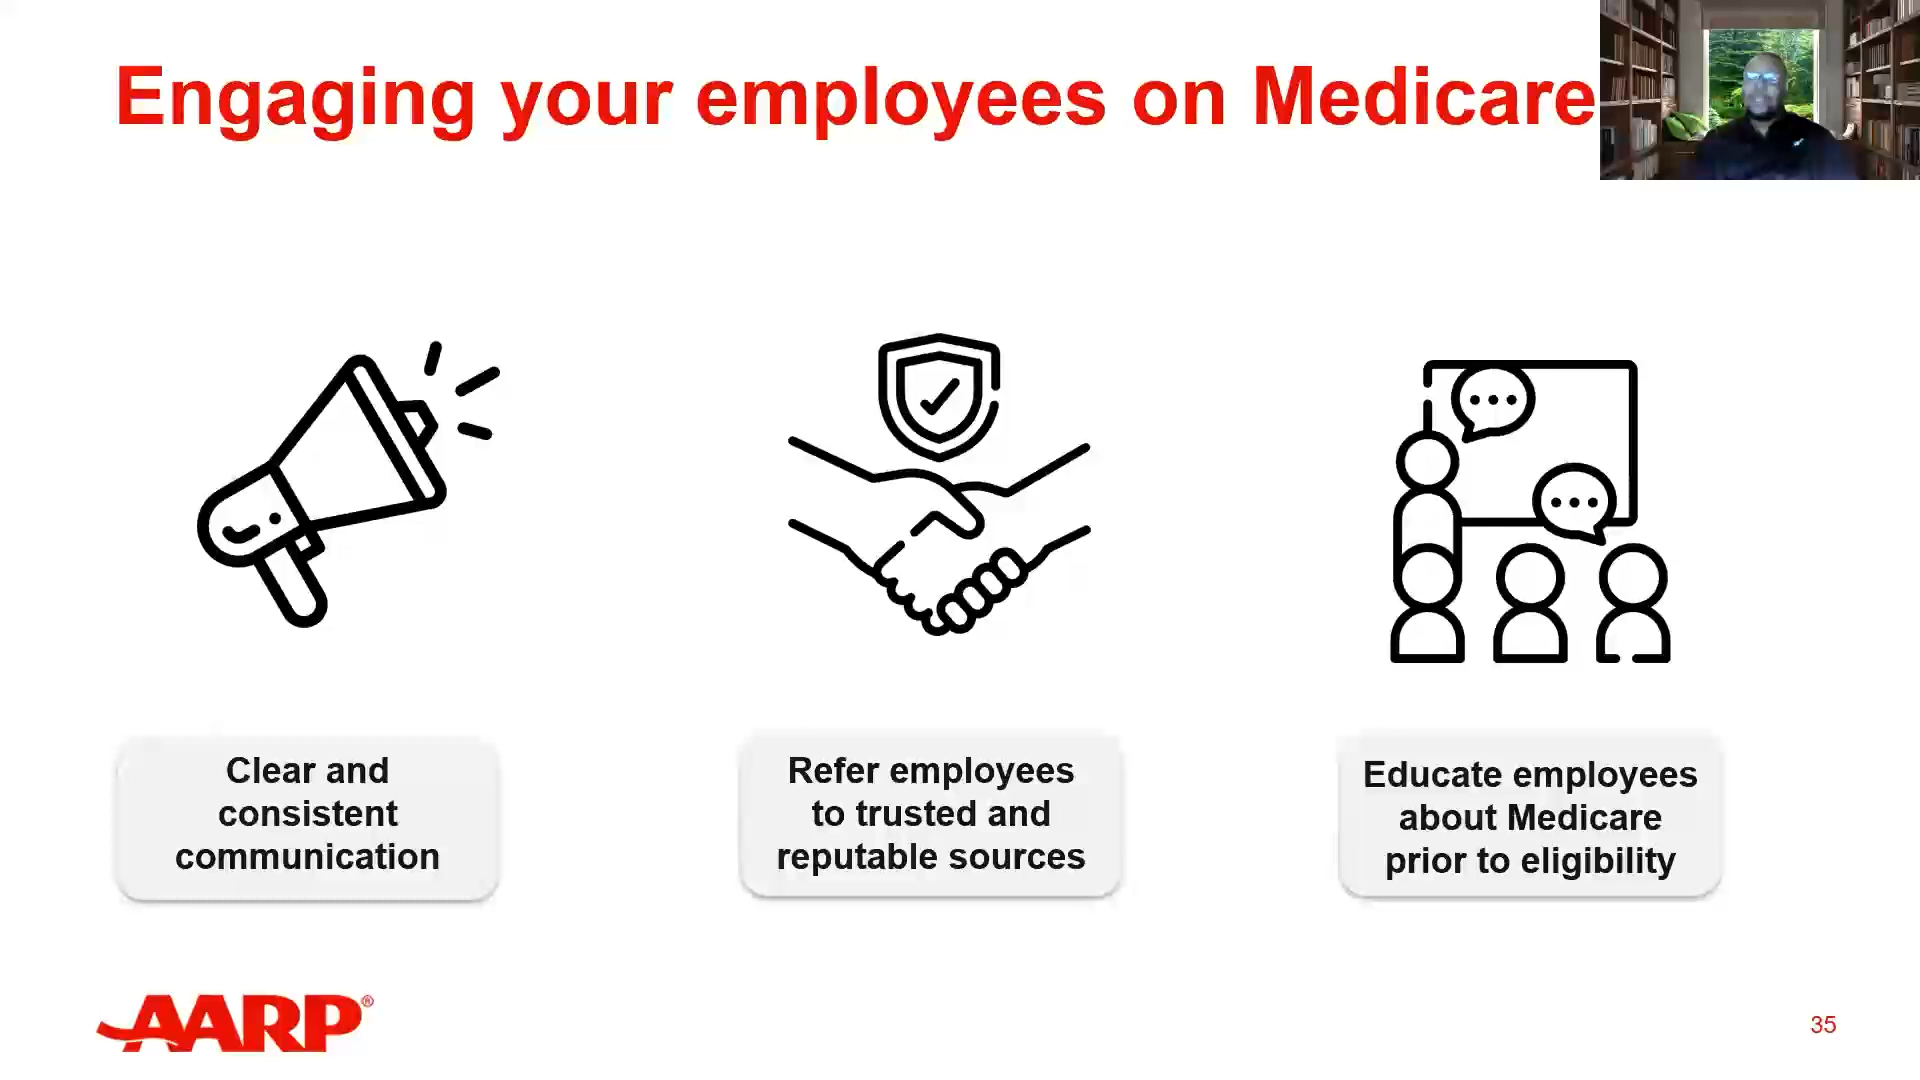 Engaging your employees on Medicare
Clear and
consistent
communication
Refer employees
to trusted and
reputable sources
Educate employees
about Medicare
prior to eligibility
AARP®
35